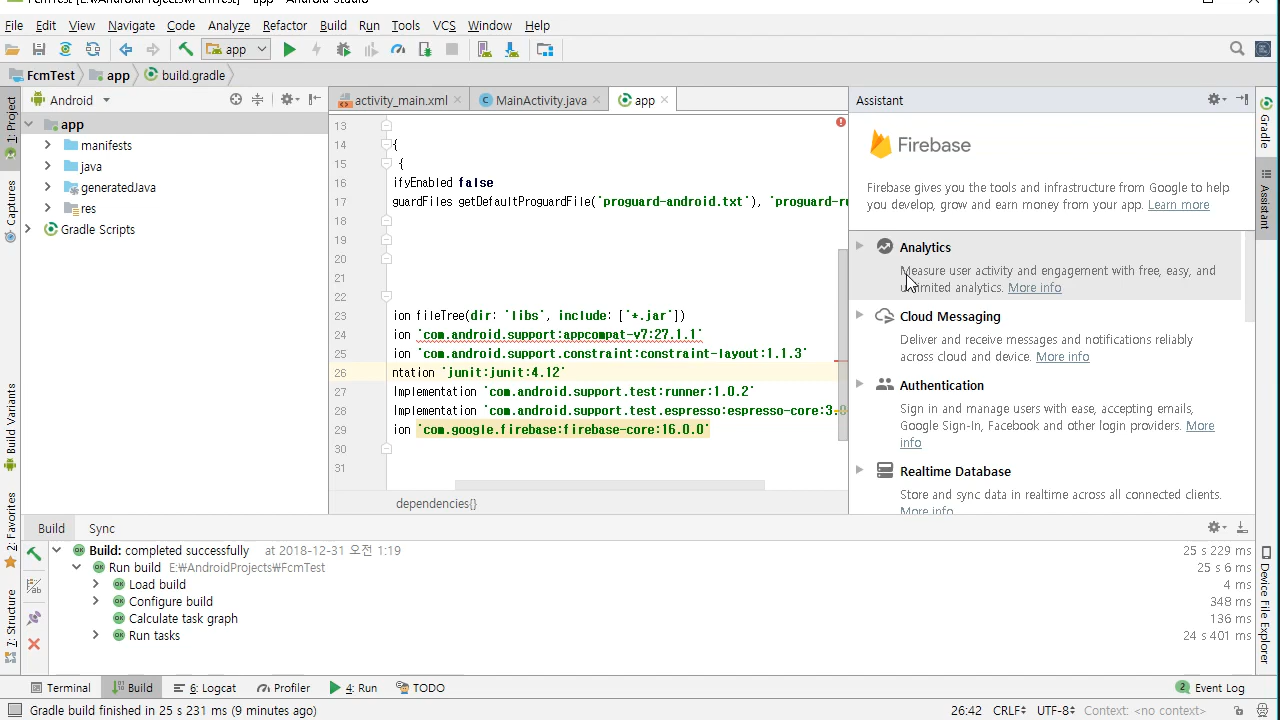 File Edit View Navigate Code Analyze Refactor Build Run Tools VCS Window Help
app
FcmTest app build.gradle
1: Project
Captures
Build Variants
2: Favorites
7: Structure
Android
app
manifests
java
generatedJava
res
Gradle Scripts
activity_main.xml MainActivity.java app
13
14 {
15 {
16 ifyEnabled false
17 guardFiles getDefaultProguardFile('proguard-android.txt'), 'proguard-ru
18
19
20
21
22
23 ion fileTree(dir: 'libs', include: ['*.jar'])
24 ion 'com.android.support:appcompat-v7:27.1.1'
25 ion 'com.android.support.constraint:constraint-layout:1.1.3'
26 ntation 'junit:junit:4.12'
27 Implementation 'com.android.support.test:runner:1.0.2'
28 Implementation 'com.android.support.test.espresso:espresso-core:3.0
29 ion 'com.google.firebase:firebase-core:16.0.0'
30
31
dependencies{}
Assistant
Firebase
Firebase gives you the tools and infrastructure from Google to help
you develop, grow and earn money from your app. Learn more
Analytics
Measure user activity and engagement with free, easy, and
unlimited analytics. More info
Cloud Messaging
Deliver and receive messages and notifications reliably
across cloud and device. More info
Authentication
Sign in and manage users with ease, accepting emails,
Google Sign-In, Facebook and other login providers. More
info
Realtime Database
Store and sync data in realtime across all connected clients.
More info
Gradle
Assistant
Device File Explorer
Build Sync
Build: completed successfully at 2018-12-31 오전 1:19 25 s 229 ms
Run build E:₩AndroidProjects₩FcmTest 25 s 6 ms
Load build 4 ms
Configure build 348 ms
Calculate task graph 136 ms
Run tasks 24 s 401 ms
Terminal Build 6: Logcat Profiler 4: Run TODO 2 Event Log
Gradle build finished in 25 s 231 ms (9 minutes ago) 26:42 CRLF UTF-8 Context: <no context>